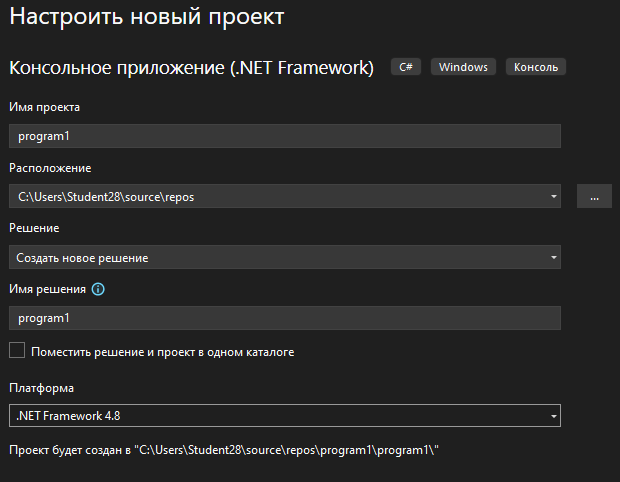 Настроить новый проект
Консольное приложение (.NET Framework) C# Windows Консоль
Имя проекта
program1
Расположение
C:\Users\Student28\source\repos
...
Решение
Создать новое решение
Имя решения
program1
Поместить решение и проект в одном каталоге
Платформа
.NET Framework 4.8
Проект будет создан в "C:\Users\Student28\source\repos\program1\program1\"